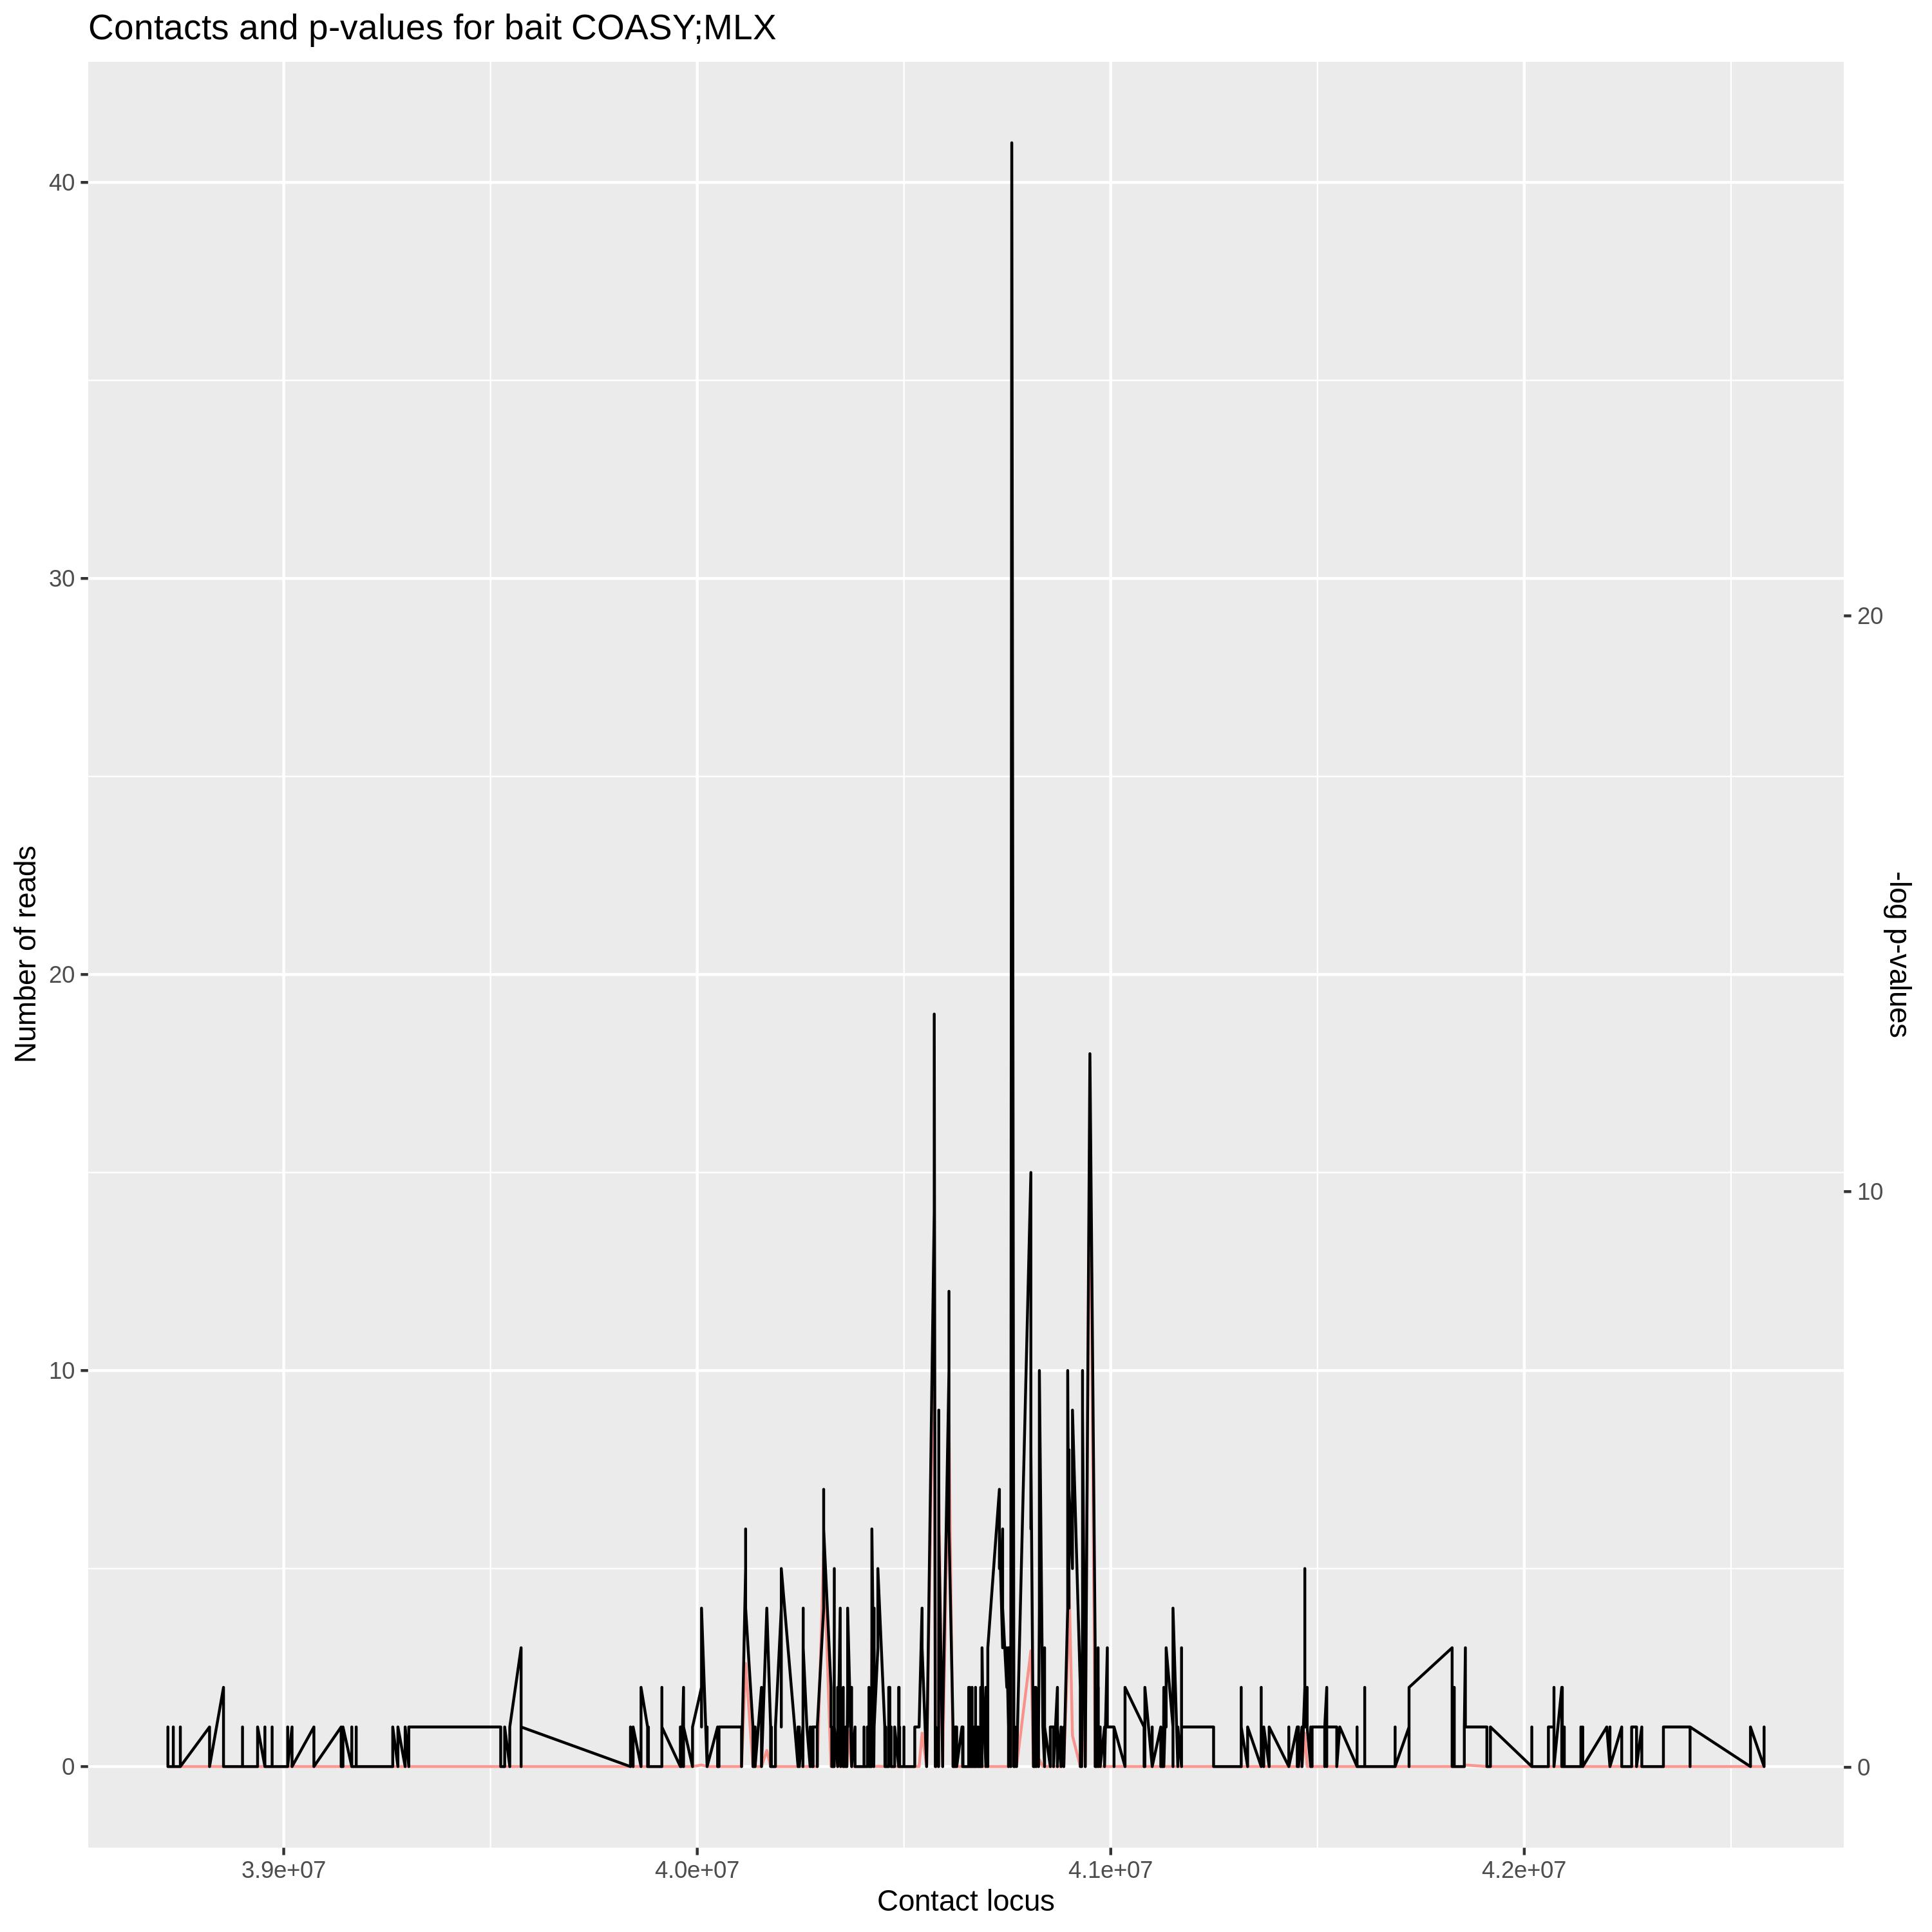 Contacts and p-values for bait COASY;MLX
40
30
20
10
0
Number of reads
20
10
0
-log p-values
3.9e+07
4.0e+07
4.1e+07
4.2e+07
Contact locus